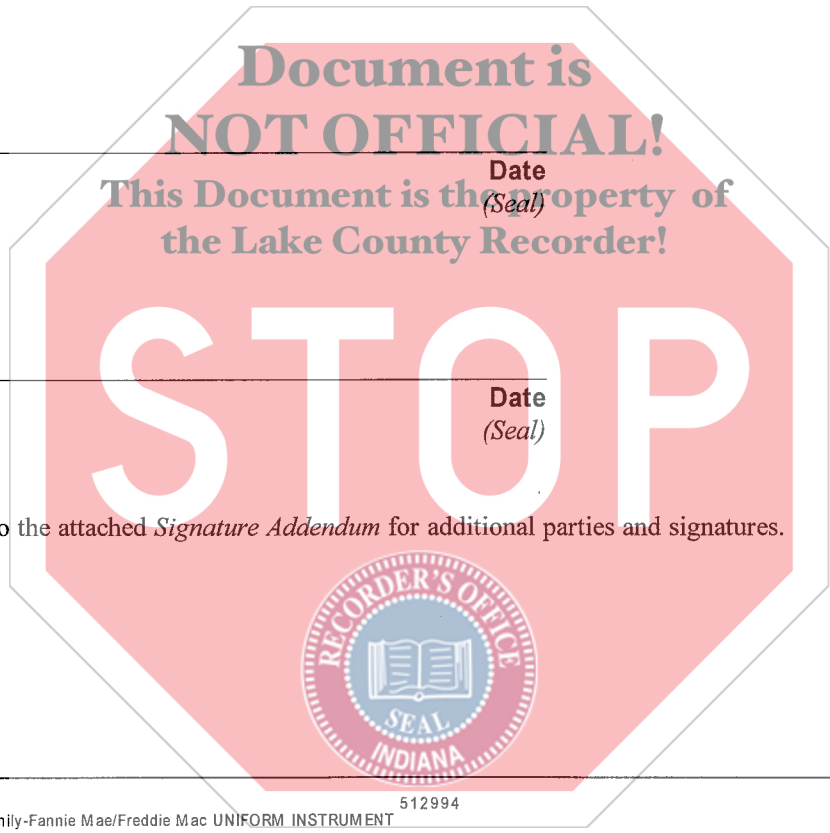 Document is
NOT OFFICIAL!
Date
This Document is the property of
(Seal)
the Lake County Recorder!
STOP
Date
(Seal)
the attached Signature Addendum for additional parties and signatures.
RECORDER'S OFFICE
SEAL
INDIANA
512994
-Fannie Mae/Freddie Mac UNIFORM INSTRUMENT